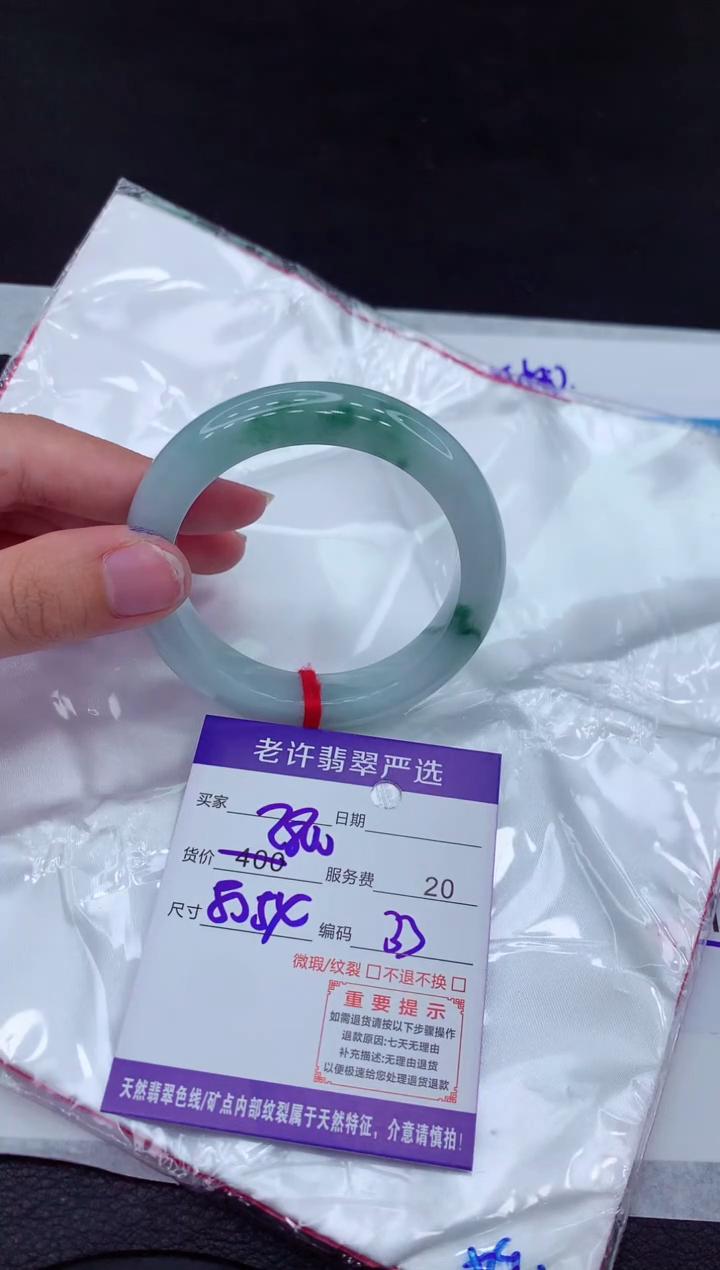 老许翡翠严选
买家 日期
货价 400 服务费 20
尺寸 编码
微瑕/纹裂 □ 不退不换 □
重要提示
如需退货请按以下步骤操作
退款原因:七天无理由
补充描述:无理由退货
以便极速给您处理退货退款
天然翡翠色线/矿点内部纹裂属于天然特征，介意请慎拍!